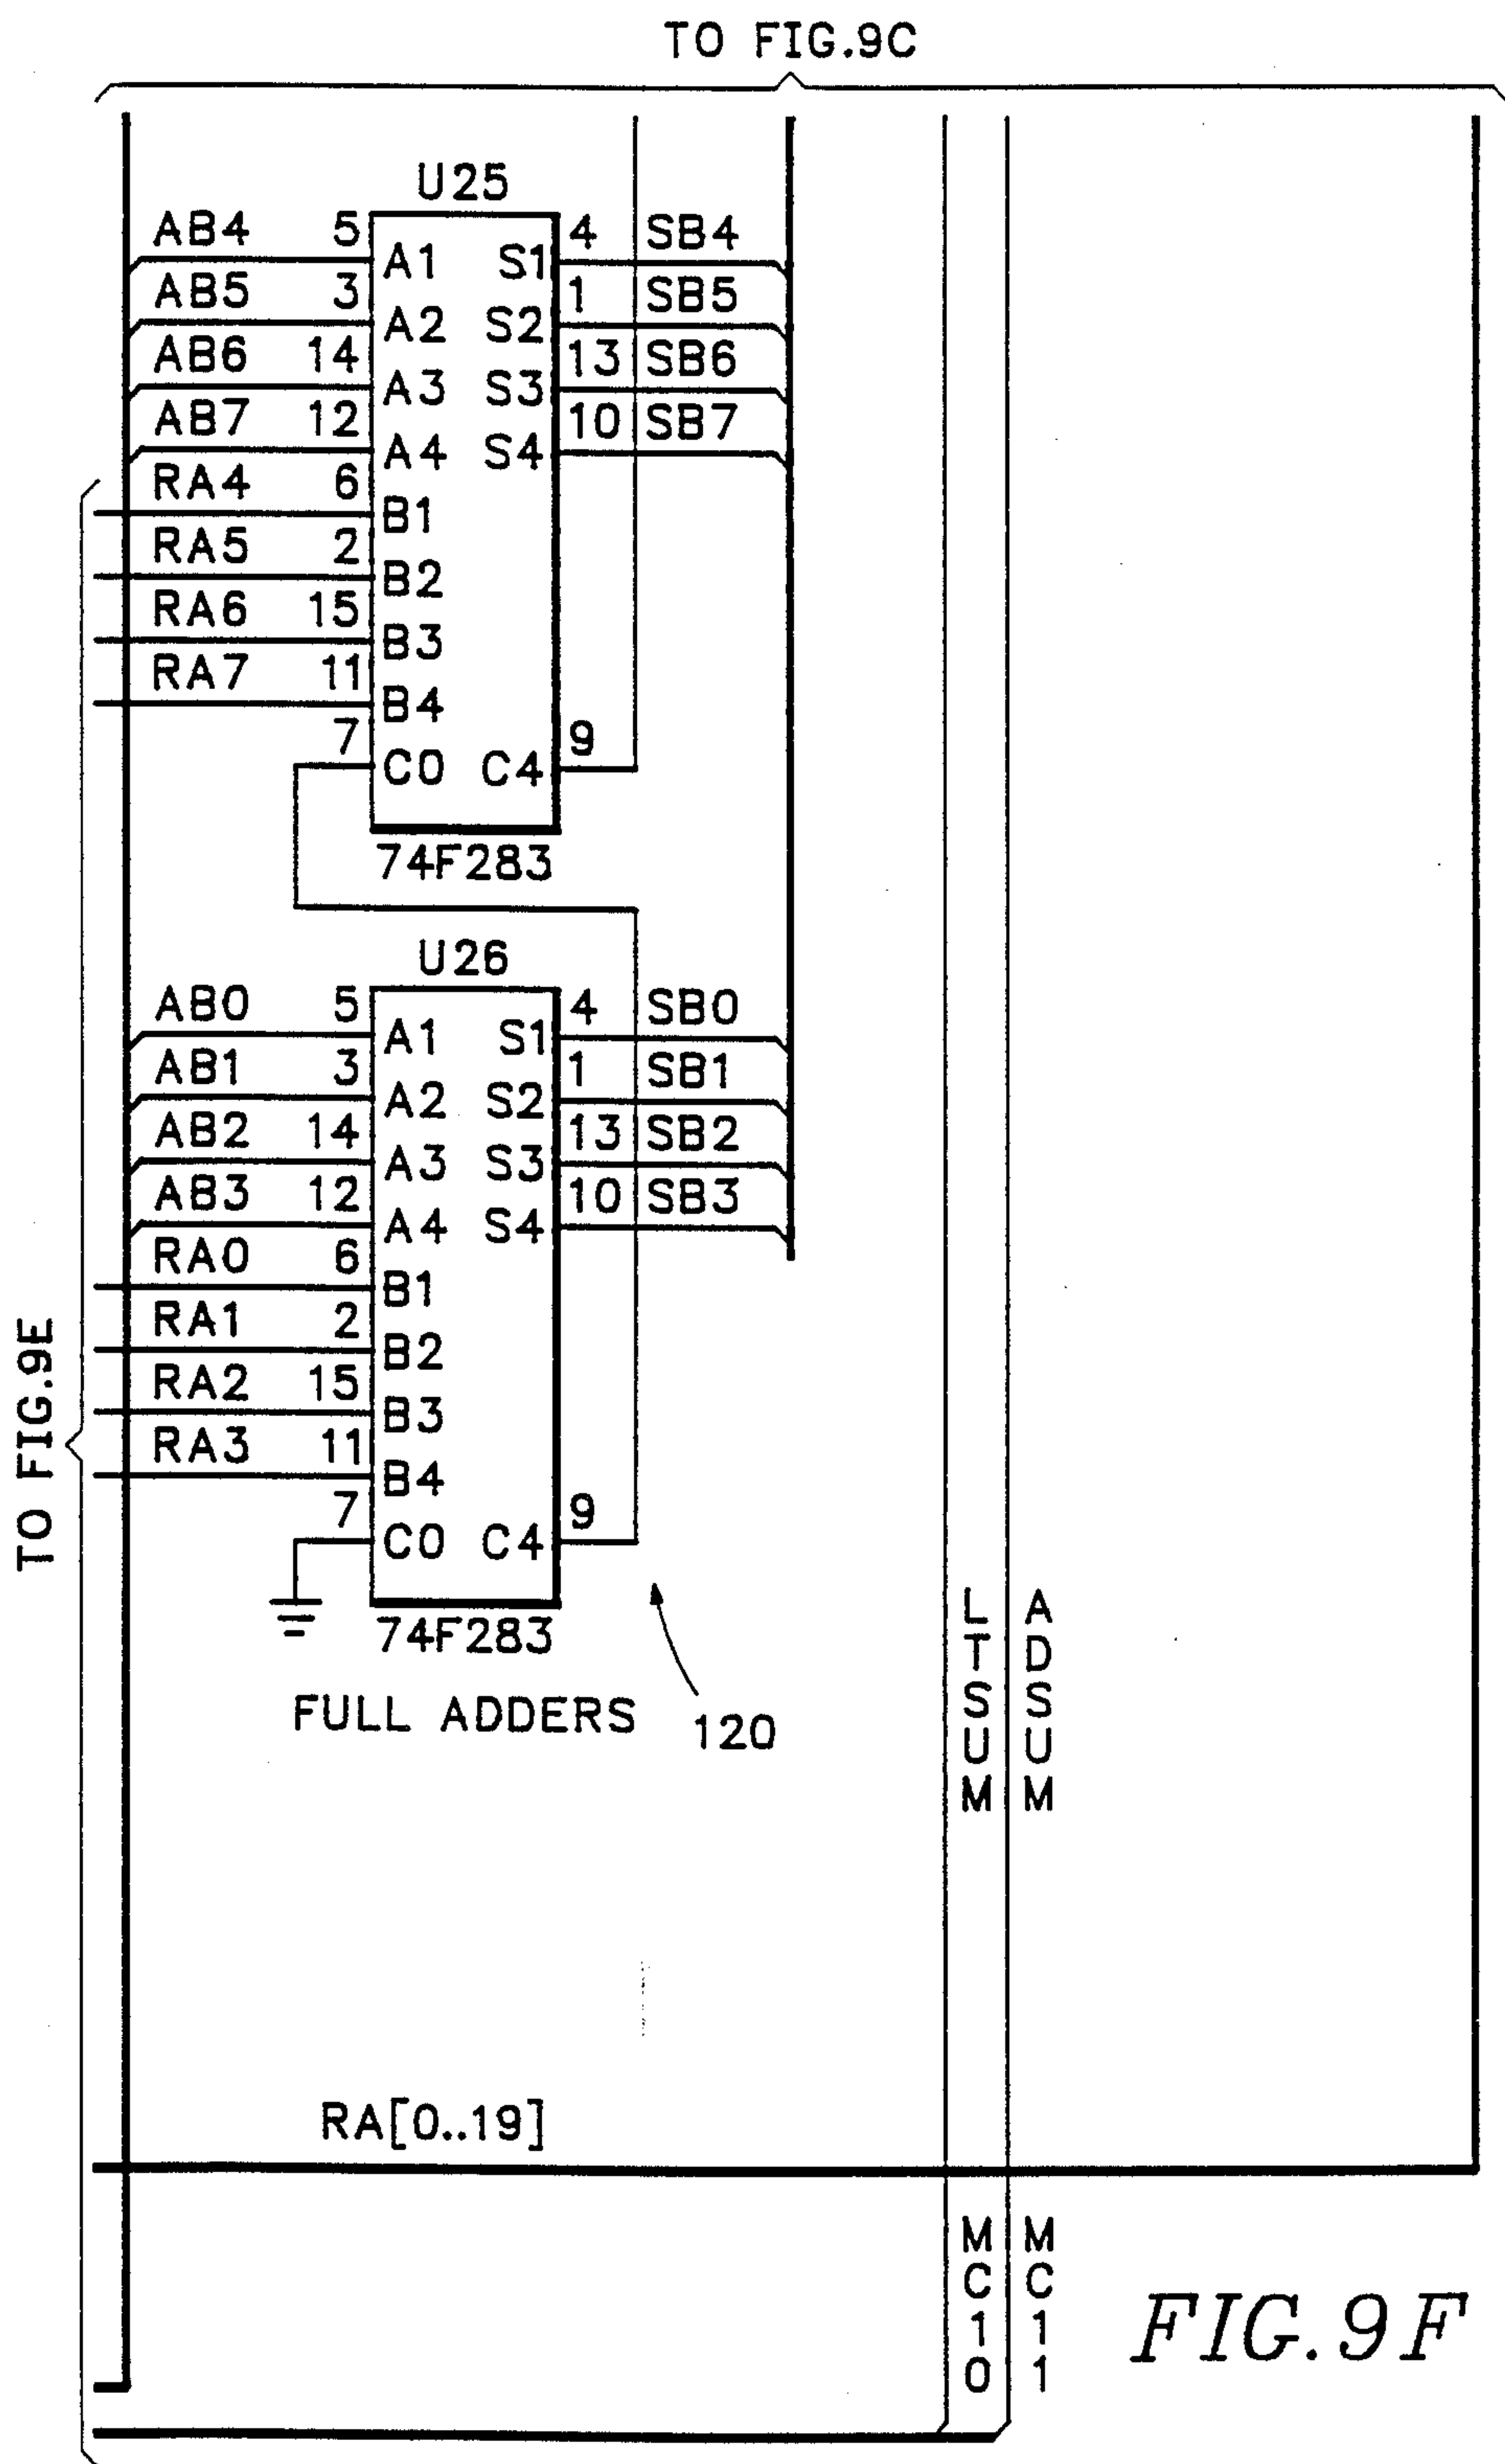 TO FIG.9C
U25
AB4 5 A1 S1 4 SB4
AB5 3 A2 S2 1 SB5
AB6 14 A3 S3 13 SB6
AB7 12 A4 S4 10 SB7
RA4 6 B1
RA5 2 B2
RA6 15 B3
RA7 11 B4
7 C0 C4 9
74F283
U26
AB0 5 A1 S1 4 SB0
AB1 3 A2 S2 1 SB1
AB2 14 A3 S3 13 SB2
AB3 12 A4 S4 10 SB3
RA0 6 B1
RA1 2 B2
RA2 15 B3
RA3 11 B4
7 C0 C4 9
74F283
FULL ADDERS 120
TO FIG.9E
LTSUM
ADSUM
RA[0..19]
MC10
MC11
FIG.9F